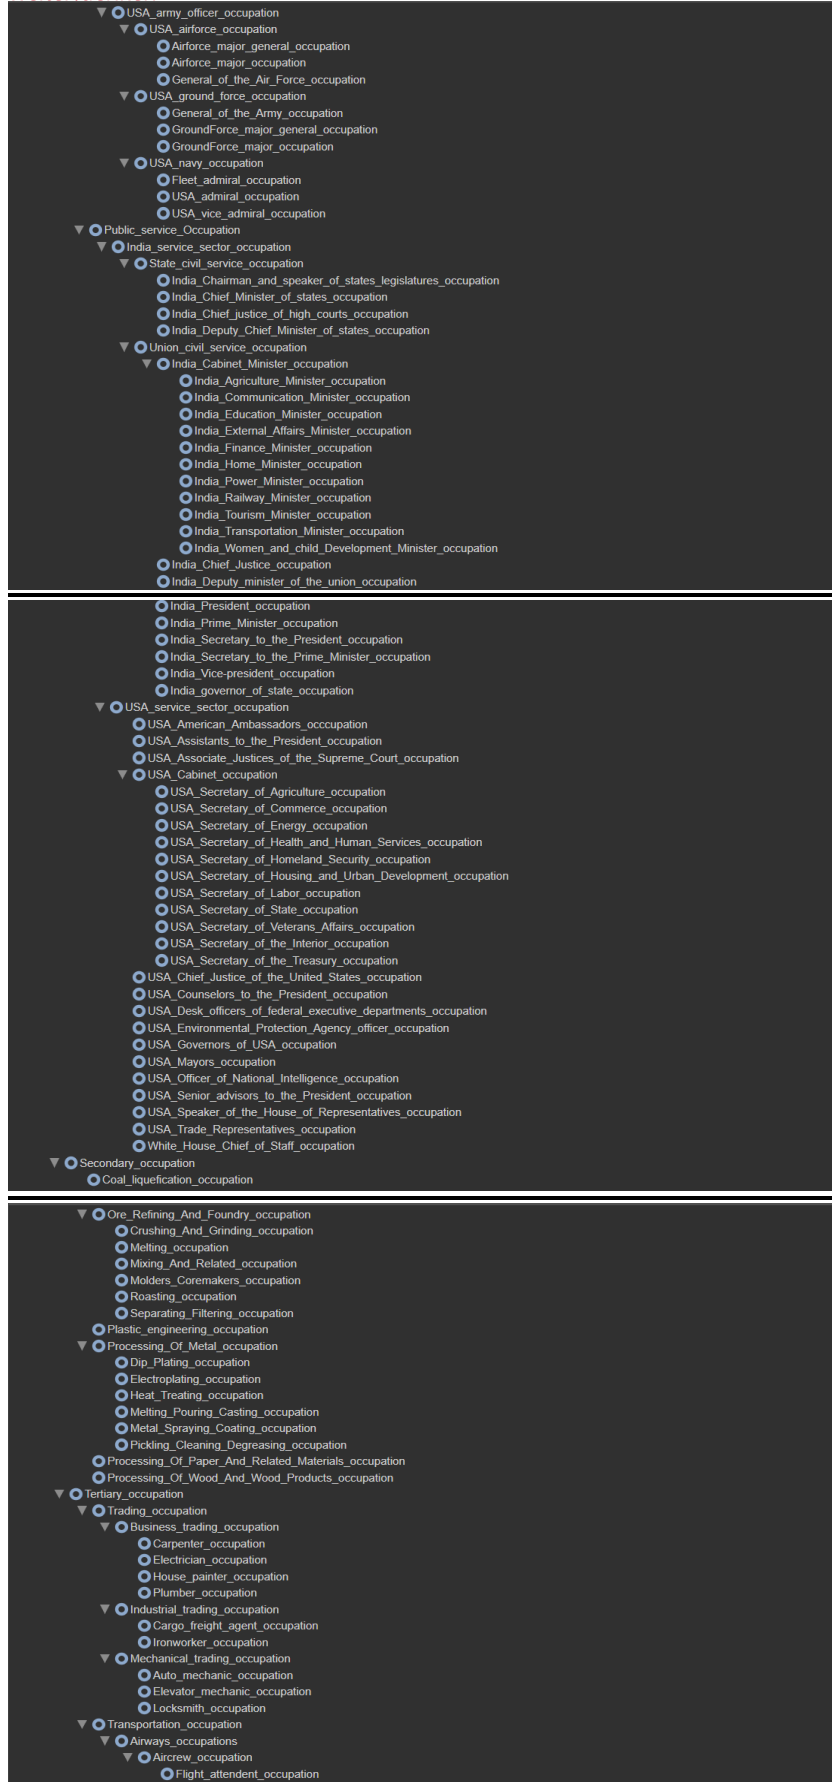 USA_army_officer_occupation
USA_airforce_occupation
Airforce_major_general_occupation
Airforce_major_occupation
General_of_the_Air_Force_occupation
USA_ground_force_occupation
General_of_the_Army_occupation
GroundForce_major_general_occupation
GroundForce_major_occupation
USA_navy_occupation
Fleet_admiral_occupation
USA_admiral_occupation
USA_vice_admiral_occupation
Public_service_Occupation
India_service_sector_occupation
State_civil_service_occupation
India_Chairman_and_speaker_of_states_legislatures_occupation
India_Chief_Minister_of_states_occupation
India_Chief_justice_of_high_courts_occupation
India_Deputy_Chief_Minister_of_states_occupation
Union_civil_service_occupation
India_Cabinet_Minister_occupation
India_Agriculture_Minister_occupation
India_Communication_Minister_occupation
India_Education_Minister_occupation
India_External_Affairs_Minister_occupation
India_Finance_Minister_occupation
India_Home_Minister_occupation
India_Power_Minister_occupation
India_Railway_Minister_occupation
India_Tourism_Minister_occupation
India_Transportation_Minister_occupation
India_Women_and_child_Development_Minister_occupation
India_Chief_Justice_occupation
India_Deputy_minister_of_the_union_occupation
India_President_occupation
India_Prime_Minister_occupation
India_Secretary_to_the_President_occupation
India_Secretary_to_the_Prime_Minister_occupation
India_Vice-president_occupation
India_governor_of_state_occupation
USA_service_sector_occupation
USA_American_Ambassadors_occcupation
USA_Assistants_to_the_President_occupation
USA_Associate_Justices_of_the_Supreme_Court_occupation
USA_Cabinet_occupation
USA_Secretary_of_Agriculture_occupation
USA_Secretary_of_Commerce_occupation
USA_Secretary_of_Energy_occupation
USA_Secretary_of_Health_and_Human_Services_occupation
USA_Secretary_of_Homeland_Security_occupation
USA_Secretary_of_Housing_and_Urban_Development_occupation
USA_Secretary_of_Labor_occupation
USA_Secretary_of_State_occupation
USA_Secretary_of_Veterans_Affairs_occupation
USA_Secretary_of_the_Interior_occupation
USA_Secretary_of_the_Treasury_occupation
USA_Chief_Justice_of_the_United_States_occupation
USA_Counselors_to_the_President_occupation
USA_Desk_officers_of_federal_executive_departments_occupation
USA_Environmental_Protection_Agency_officer_occupation
USA_Governors_of_USA_occupation
USA_Mayors_occupation
USA_Officer_of_National_Intelligence_occupation
USA_Senior_advisors_to_the_President_occupation
USA_Speaker_of_the_House_of_Representatives_occupation
USA_Trade_Representatives_occupation
White_House_Chief_of_Staff_occupation
Secondary_occupation
Coal_liquefication_occupation
Ore_Refining_And_Foundry_occupation
Crushing_And_Grinding_occupation
Melting_occupation
Mixing_And_Related_occupation
Molders_Coremakers_occupation
Roasting_occupation
Separating_Filtering_occupation
Plastic_engineering_occupation
Processing_Of_Metal_occupation
Dip_Plating_occupation
Electroplating_occupation
Heat_Treating_occupation
Melting_Pouring_Casting_occupation
Metal_Spraying_Coating_occupation
Pickling_Cleaning_Degreasing_occupation
Processing_Of_Paper_And_Related_Materials_occupation
Processing_Of_Wood_And_Wood_Products_occupation
Tertiary_occupation
Trading_occupation
Business_trading_occupation
Carpenter_occupation
Electrician_occupation
House_painter_occupation
Plumber_occupation
Industrial_trading_occupation
Cargo_freight_agent_occupation
Ironworker_occupation
Mechanical_trading_occupation
Auto_mechanic_occupation
Elevator_mechanic_occupation
Locksmith_occupation
Transportation_occupation
Airways_occupations
Aircrew_occupation
Flight_attendent_occupation